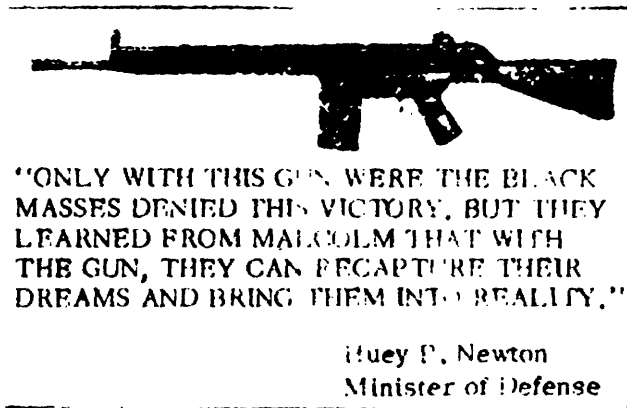 "ONLY WITH THIS GUN WERE THE BLACK
MASSES DENIED THIS VICTORY. BUT THEY
LEARNED FROM MALCOLM THAT WITH
THE GUN, THEY CAN RECAPTURE THEIR
DREAMS AND BRING THEM INTO REALITY."
Huey P. Newton
Minister of Defense